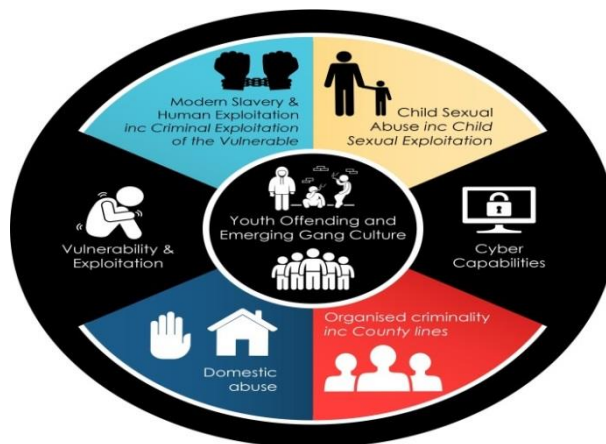 Modern Slavery &
Human Exploitation
inc Criminal Exploitation
of the Vulnerable
Child Sexual
Abuse inc Child
Sexual Exploitation
Vulnerability &
Exploitation
Youth Offending and
Emerging Gang Culture
Cyber
Capabilities
Domestic
abuse
Organised criminality
inc County lines